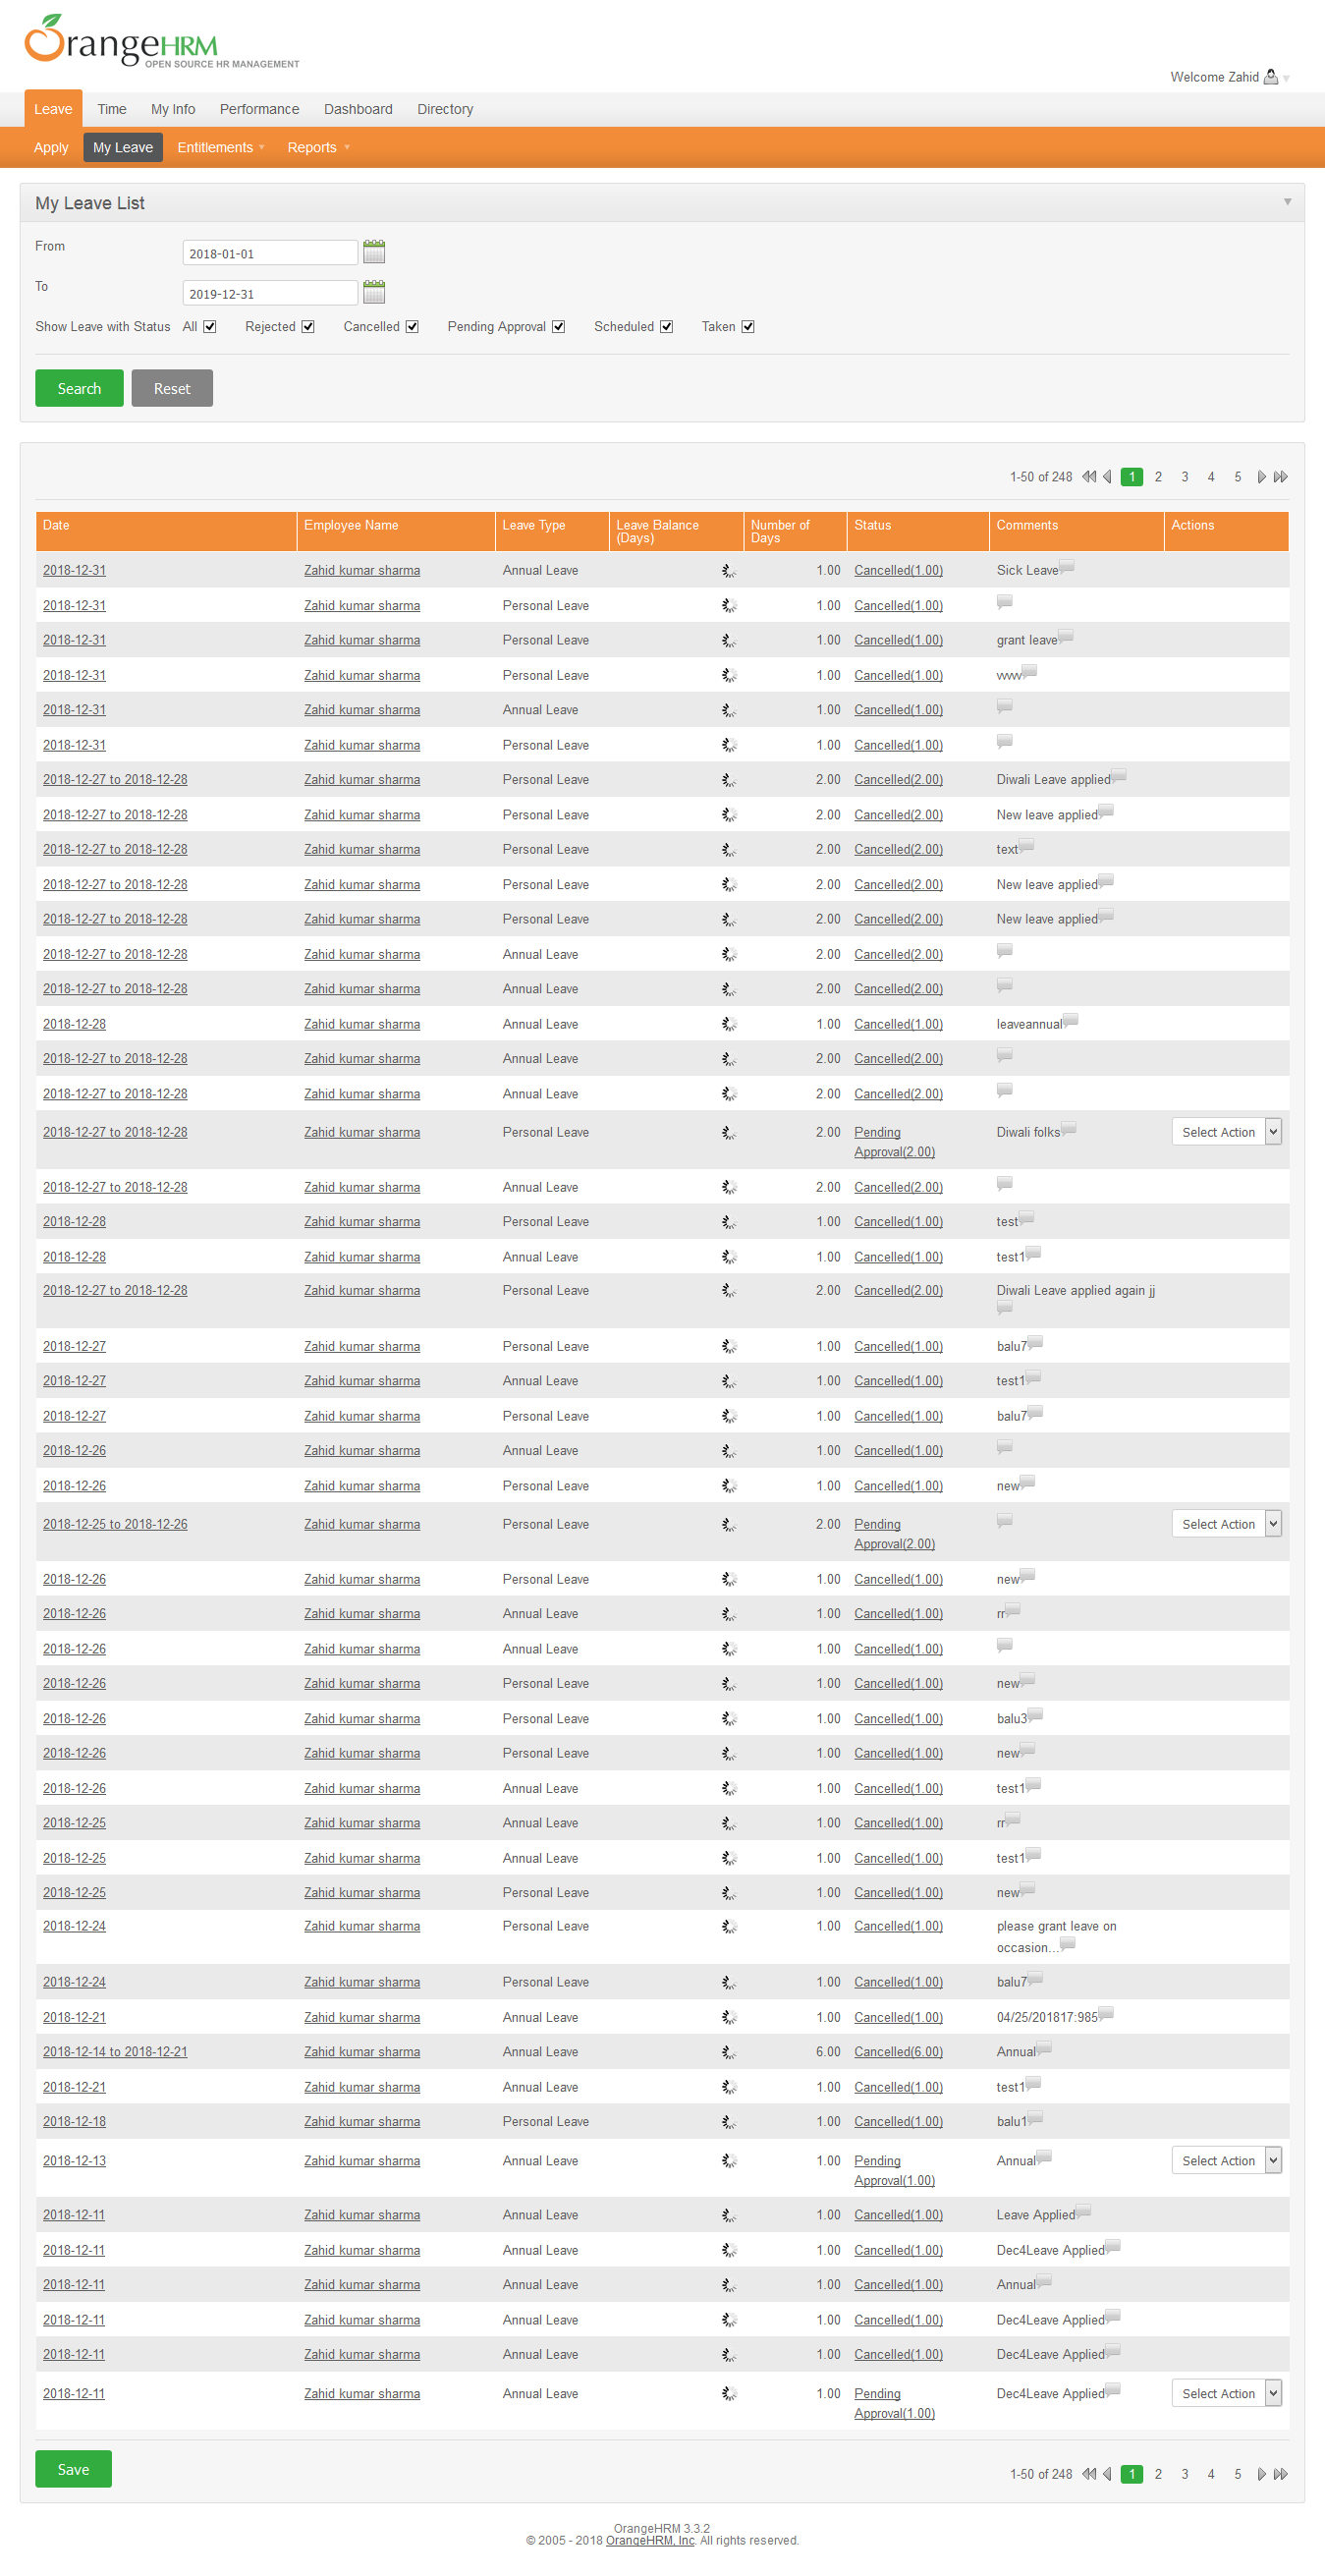 OrangeHRM
OPEN SOURCE HR MANAGEMENT
Welcome Zahid
Leave Time My Info Performance Dashboard Directory
Apply My Leave Entitlements Reports
My Leave List
From 2018-01-01
To 2019-12-31
Show Leave with Status All Rejected Cancelled Pending Approval Scheduled Taken
Search Reset
1-50 of 248 1 2 3 4 5
Date Employee Name Leave Type Leave Balance (Days) Number of Days Status Comments Actions
2018-12-31 Zahid kumar sharma Annual Leave 1.00 Cancelled(1.00) Sick Leave
2018-12-31 Zahid kumar sharma Personal Leave 1.00 Cancelled(1.00)
2018-12-31 Zahid kumar sharma Personal Leave 1.00 Cancelled(1.00) grant leave
2018-12-31 Zahid kumar sharma Personal Leave 1.00 Cancelled(1.00)
2018-12-31 Zahid kumar sharma Annual Leave 1.00 Cancelled(1.00)
2018-12-31 Zahid kumar sharma Personal Leave 1.00 Cancelled(1.00)
2018-12-27 to 2018-12-28 Zahid kumar sharma Personal Leave 2.00 Cancelled(2.00) Diwali Leave applied
2018-12-27 to 2018-12-28 Zahid kumar sharma Personal Leave 2.00 Cancelled(2.00) New leave applied
2018-12-27 to 2018-12-28 Zahid kumar sharma Personal Leave 2.00 Cancelled(2.00) text
2018-12-27 to 2018-12-28 Zahid kumar sharma Personal Leave 2.00 Cancelled(2.00) New leave applied
2018-12-27 to 2018-12-28 Zahid kumar sharma Personal Leave 2.00 Cancelled(2.00) New leave applied
2018-12-27 to 2018-12-28 Zahid kumar sharma Annual Leave 2.00 Cancelled(2.00)
2018-12-27 to 2018-12-28 Zahid kumar sharma Annual Leave 2.00 Cancelled(2.00)
2018-12-28 Zahid kumar sharma Annual Leave 1.00 Cancelled(1.00) leaveannual
2018-12-27 to 2018-12-28 Zahid kumar sharma Annual Leave 2.00 Cancelled(2.00)
2018-12-27 to 2018-12-28 Zahid kumar sharma Annual Leave 2.00 Cancelled(2.00)
2018-12-27 to 2018-12-28 Zahid kumar sharma Personal Leave 2.00 Pending Approval(2.00) Diwali folks Select Action
2018-12-27 to 2018-12-28 Zahid kumar sharma Annual Leave 2.00 Cancelled(2.00)
2018-12-28 Zahid kumar sharma Personal Leave 1.00 Cancelled(1.00) test
2018-12-28 Zahid kumar sharma Annual Leave 1.00 Cancelled(1.00) test1
2018-12-27 to 2018-12-28 Zahid kumar sharma Personal Leave 2.00 Cancelled(2.00) Diwali Leave applied again jj
2018-12-27 Zahid kumar sharma Personal Leave 1.00 Cancelled(1.00) balu7
2018-12-27 Zahid kumar sharma Annual Leave 1.00 Cancelled(1.00) test1
2018-12-27 Zahid kumar sharma Personal Leave 1.00 Cancelled(1.00) balu7
2018-12-26 Zahid kumar sharma Annual Leave 1.00 Cancelled(1.00)
2018-12-26 Zahid kumar sharma Personal Leave 1.00 Cancelled(1.00) new
2018-12-25 to 2018-12-26 Zahid kumar sharma Personal Leave 2.00 Pending Approval(2.00) Select Action
2018-12-26 Zahid kumar sharma Personal Leave 1.00 Cancelled(1.00) new
2018-12-26 Zahid kumar sharma Annual Leave 1.00 Cancelled(1.00) rr
2018-12-26 Zahid kumar sharma Annual Leave 1.00 Cancelled(1.00)
2018-12-26 Zahid kumar sharma Personal Leave 1.00 Cancelled(1.00) new
2018-12-26 Zahid kumar sharma Personal Leave 1.00 Cancelled(1.00) balu3
2018-12-26 Zahid kumar sharma Personal Leave 1.00 Cancelled(1.00) new
2018-12-26 Zahid kumar sharma Annual Leave 1.00 Cancelled(1.00) test1
2018-12-25 Zahid kumar sharma Annual Leave 1.00 Cancelled(1.00) rr
2018-12-25 Zahid kumar sharma Annual Leave 1.00 Cancelled(1.00) test1
2018-12-25 Zahid kumar sharma Personal Leave 1.00 Cancelled(1.00) new
2018-12-24 Zahid kumar sharma Personal Leave 1.00 Cancelled(1.00) please grant leave on occasion...
2018-12-24 Zahid kumar sharma Personal Leave 1.00 Cancelled(1.00) balu7
2018-12-21 Zahid kumar sharma Annual Leave 1.00 Cancelled(1.00) 04/25/201817:985
2018-12-14 to 2018-12-21 Zahid kumar sharma Annual Leave 6.00 Cancelled(6.00) Annual
2018-12-21 Zahid kumar sharma Annual Leave 1.00 Cancelled(1.00) test1
2018-12-18 Zahid kumar sharma Personal Leave 1.00 Cancelled(1.00) balu1
2018-12-13 Zahid kumar sharma Annual Leave 1.00 Pending Approval(1.00) Annual Select Action
2018-12-11 Zahid kumar sharma Annual Leave 1.00 Cancelled(1.00) Leave Applied
2018-12-11 Zahid kumar sharma Annual Leave 1.00 Cancelled(1.00) Dec4Leave Applied
2018-12-11 Zahid kumar sharma Annual Leave 1.00 Cancelled(1.00) Annual
2018-12-11 Zahid kumar sharma Annual Leave 1.00 Cancelled(1.00) Dec4Leave Applied
2018-12-11 Zahid kumar sharma Annual Leave 1.00 Cancelled(1.00) Dec4Leave Applied
2018-12-11 Zahid kumar sharma Annual Leave 1.00 Pending Approval(1.00) Dec4Leave Applied Select Action
Save 1-50 of 248 1 2 3 4 5
OrangeHRM 3.3.2
© 2005 - 2018 OrangeHRM, Inc. All rights reserved.